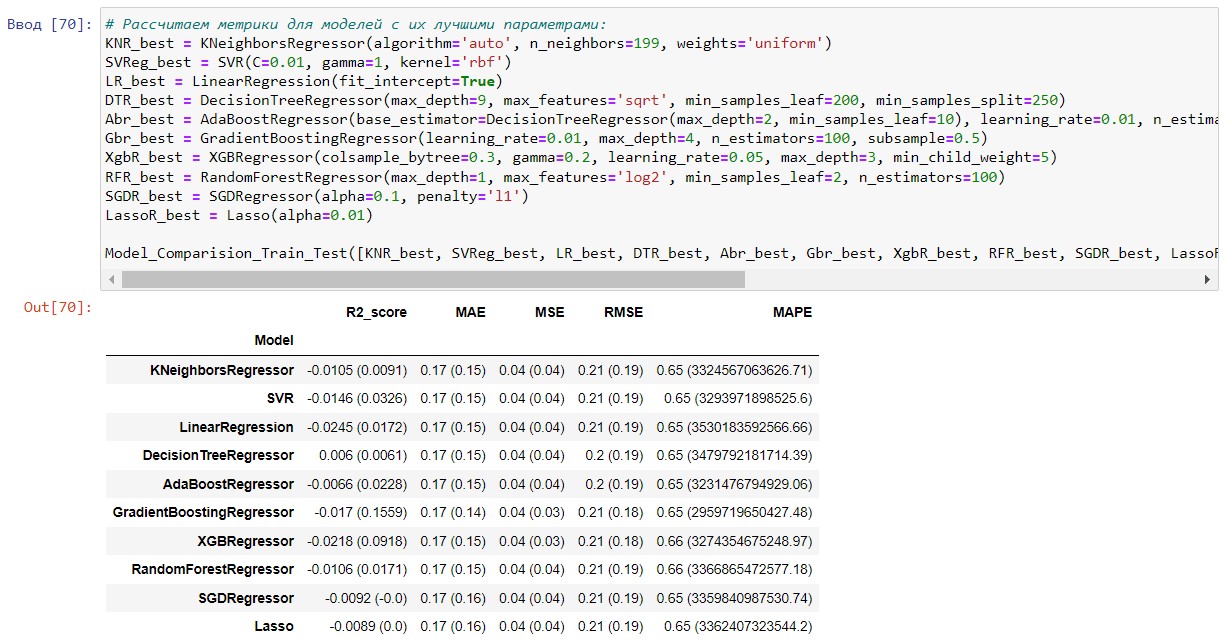 Ввод [70]:
# Рассчитаем метрики для моделей с их лучшими параметрами:
KNR_best = KNeighborsRegressor(algorithm='auto', n_neighbors=199, weights='uniform')
SVReg_best = SVR(C=0.01, gamma=1, kernel='rbf')
LR_best = LinearRegression(fit_intercept=True)
DTR_best = DecisionTreeRegressor(max_depth=9, max_features='sqrt', min_samples_leaf=200, min_samples_split=250)
Abr_best = AdaBoostRegressor(base_estimator=DecisionTreeRegressor(max_depth=2, min_samples_leaf=10), learning_rate=0.01, n_estima
Gbr_best = GradientBoostingRegressor(learning_rate=0.01, max_depth=4, n_estimators=100, subsample=0.5)
XgbR_best = XGBRegressor(colsample_bytree=0.3, gamma=0.2, learning_rate=0.05, max_depth=3, min_child_weight=5)
RFR_best = RandomForestRegressor(max_depth=1, max_features='log2', min_samples_leaf=2, n_estimators=100)
SGDR_best = SGDRegressor(alpha=0.1, penalty='l1')
LassoR_best = Lasso(alpha=0.01)
Model_Comparision_Train_Test([KNR_best, SVReg_best, LR_best, DTR_best, Abr_best, Gbr_best, XgbR_best, RFR_best, SGDR_best, LassoR
Out[70]:
R2_score MAE MSE RMSE MAPE
Model
KNeighborsRegressor -0.0105 (0.0091) 0.17 (0.15) 0.04 (0.04) 0.21 (0.19) 0.65 (3324567063626.71)
SVR -0.0146 (0.0326) 0.17 (0.15) 0.04 (0.04) 0.21 (0.19) 0.65 (3293971898525.6)
LinearRegression -0.0245 (0.0172) 0.17 (0.15) 0.04 (0.04) 0.21 (0.19) 0.65 (3530183592566.66)
DecisionTreeRegressor 0.006 (0.0061) 0.17 (0.15) 0.04 (0.04) 0.2 (0.19) 0.65 (3479792181714.39)
AdaBoostRegressor -0.0066 (0.0228) 0.17 (0.15) 0.04 (0.04) 0.2 (0.19) 0.65 (3231476794929.06)
GradientBoostingRegressor -0.017 (0.1559) 0.17 (0.14) 0.04 (0.03) 0.21 (0.18) 0.65 (2959719650427.48)
XGBRegressor -0.0218 (0.0918) 0.17 (0.15) 0.04 (0.03) 0.21 (0.18) 0.66 (3274354675248.97)
RandomForestRegressor -0.0106 (0.0171) 0.17 (0.15) 0.04 (0.04) 0.21 (0.19) 0.66 (3366865472577.18)
SGDRegressor -0.0092 (-0.0) 0.17 (0.16) 0.04 (0.04) 0.21 (0.19) 0.65 (3359840987530.74)
Lasso -0.0089 (0.0) 0.17 (0.16) 0.04 (0.04) 0.21 (0.19) 0.65 (3362407323544.2)